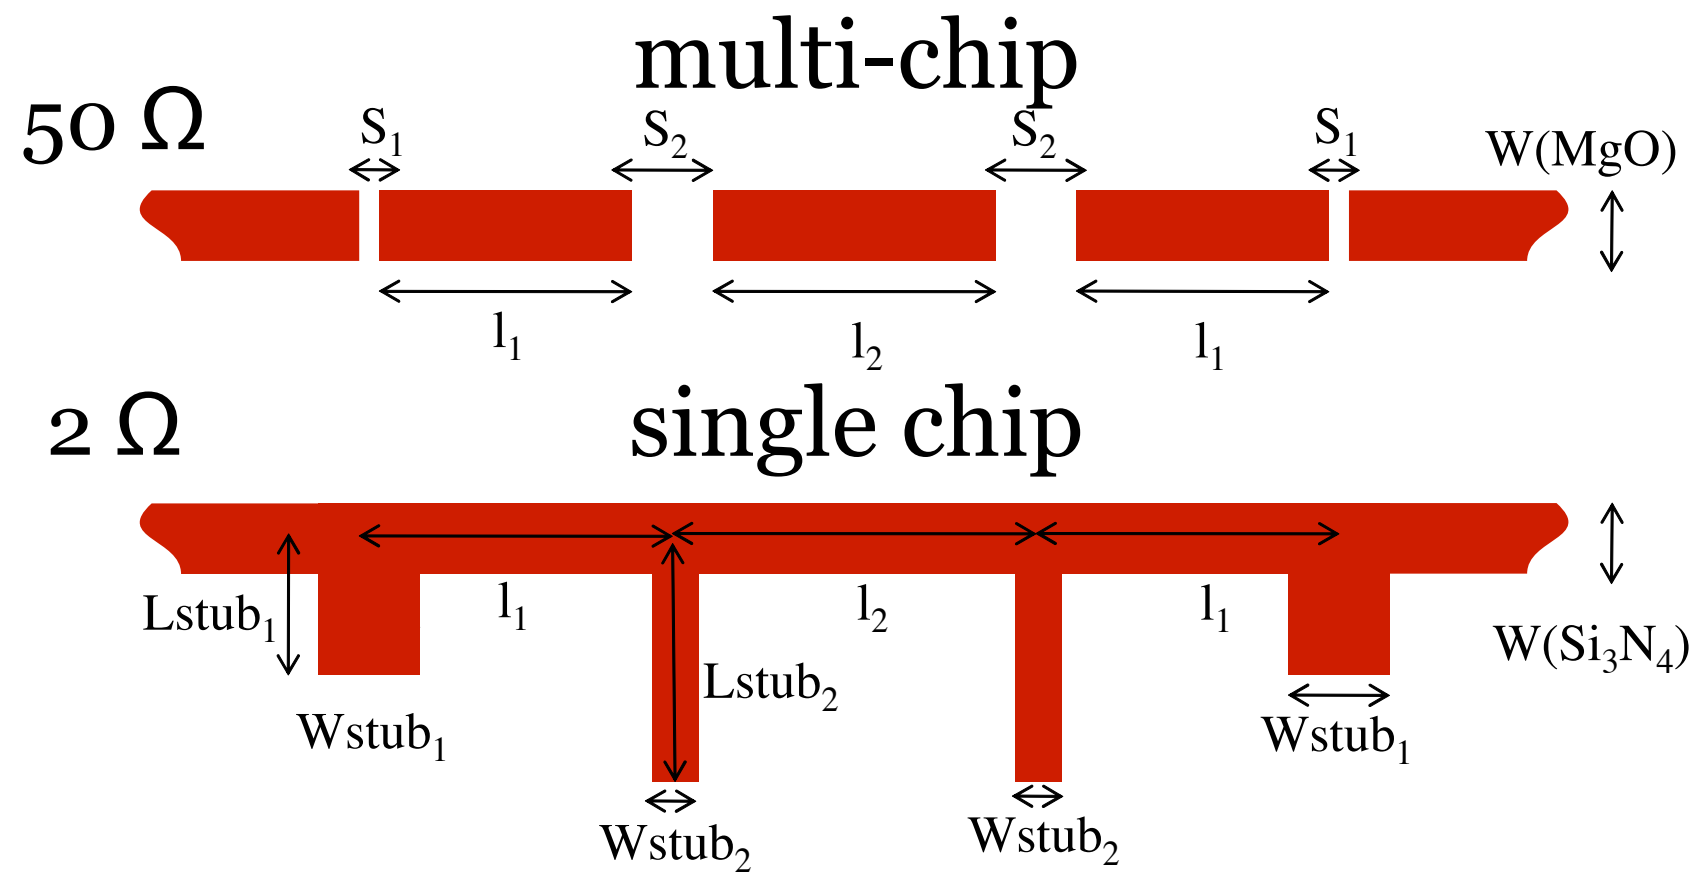 multi-chip
50 Ω
S₁ S₂ S₂ S₁
W(MgO)
l₁ l₂ l₁
2 Ω
single chip
l₁ l₂ l₁
Lstub₁
W(Si₃N₄)
Lstub₂
Wstub₁ Wstub₁
Wstub₂ Wstub₂